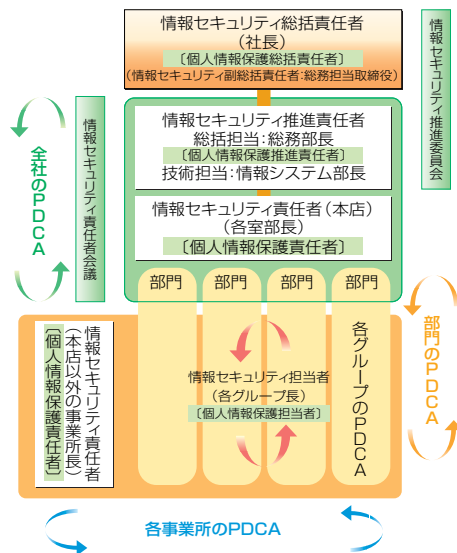 情報セキュリティ総括責任者
（社長）
〔個人情報保護総括責任者〕
(情報セキュリティ副総括責任者：総務担当取締役)
情報セキュリティ推進委員会
全社のPDCA
情報セキュリティ責任者会議
情報セキュリティ推進責任者
総括担当：総務部長
〔個人情報保護推進責任者〕
技術担当：情報システム部長
情報セキュリティ責任者（本店）
（各室部長）
〔個人情報保護責任者〕
部門
部門
部門
部門
情報セキュリティ責任者
（本店以外の事業所長）
〔個人情報保護責任者〕
情報セキュリティ担当者
（各グループ長）
〔個人情報保護担当者〕
各グループのPDCA
部門のPDCA
各事業所のPDCA